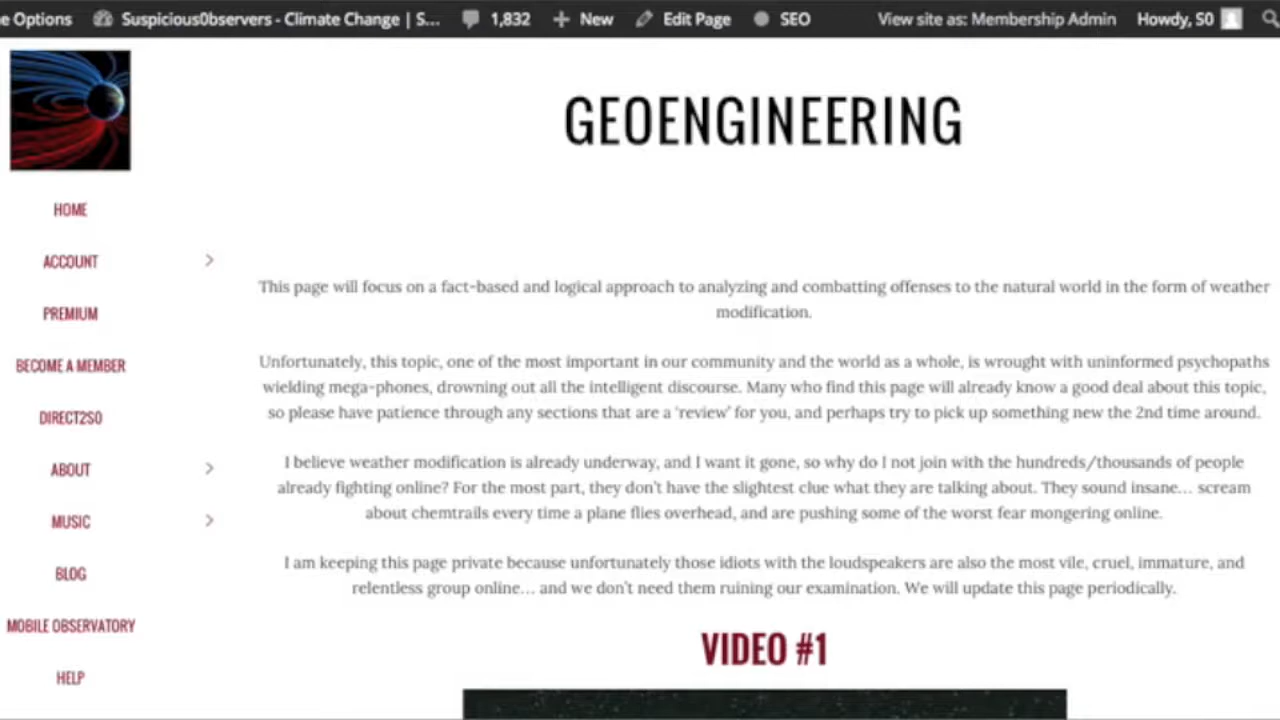 he Options Suspicious0bservers - Climate Change | S... 1,832 New Edit Page SEO View site as: Membership Admin Howdy, S0
GEOENGINEERING
HOME
ACCOUNT
PREMIUM
BECOME A MEMBER
DIRECT2S0
ABOUT
MUSIC
BLOG
MOBILE OBSERVATORY
HELP
This page will focus on a fact-based and logical approach to analyzing and combatting offenses to the natural world in the form of weather
modification.
Unfortunately, this topic, one of the most important in our community and the world as a whole, is wrought with uninformed psychopaths
wielding mega-phones, drowning out all the intelligent discourse. Many who find this page will already know a good deal about this topic,
so please have patience through any sections that are a ‘review’ for you, and perhaps try to pick up something new the 2nd time around.
I believe weather modification is already underway, and I want it gone, so why do I not join with the hundreds/thousands of people
already fighting online? For the most part, they don’t have the slightest clue what they are talking about. They sound insane… scream
about chemtrails every time a plane flies overhead, and are pushing some of the worst fear mongering online.
I am keeping this page private because unfortunately those idiots with the loudspeakers are also the most vile, cruel, immature, and
relentless group online… and we don’t need them ruining our examination. We will update this page periodically.
VIDEO #1